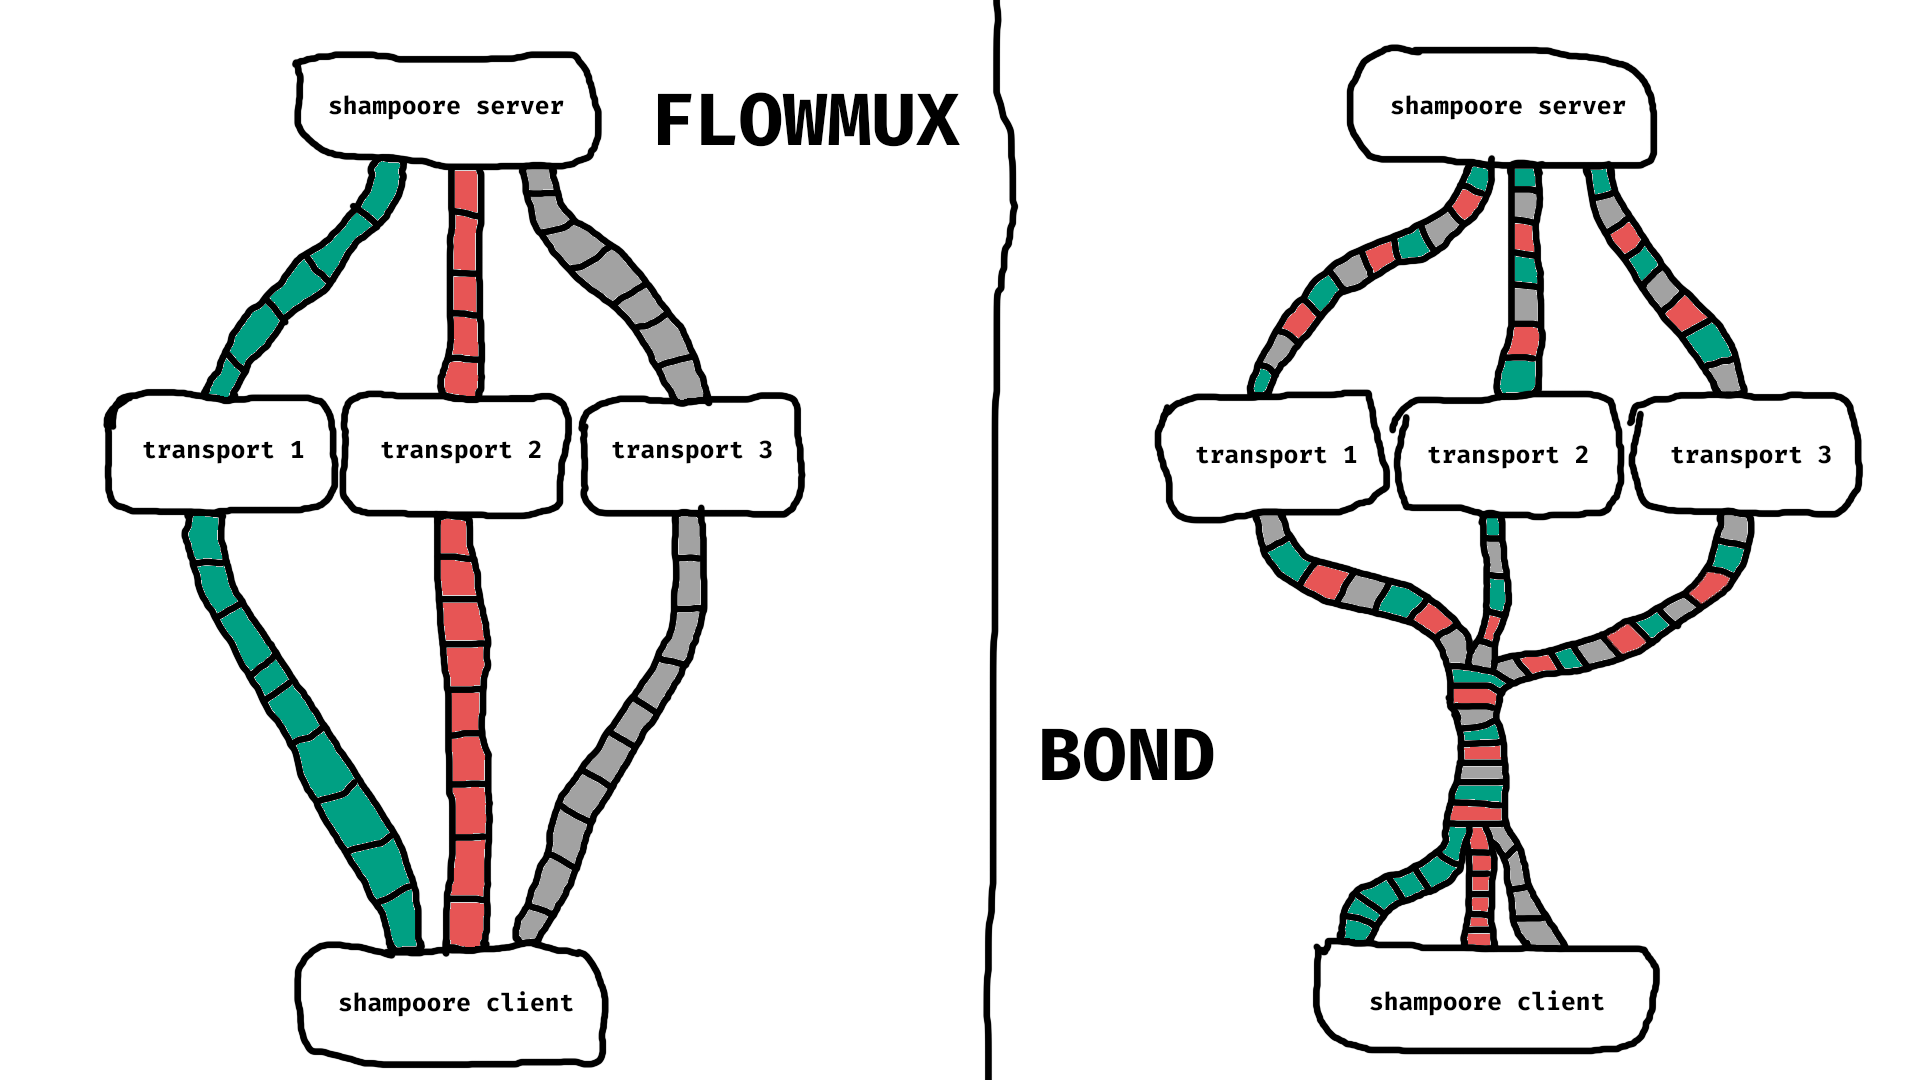 shampoore server
FLOWMUX
transport 1
transport 2
transport 3
shampoore client
shampoore server
transport 1
transport 2
transport 3
BOND
shampoore client